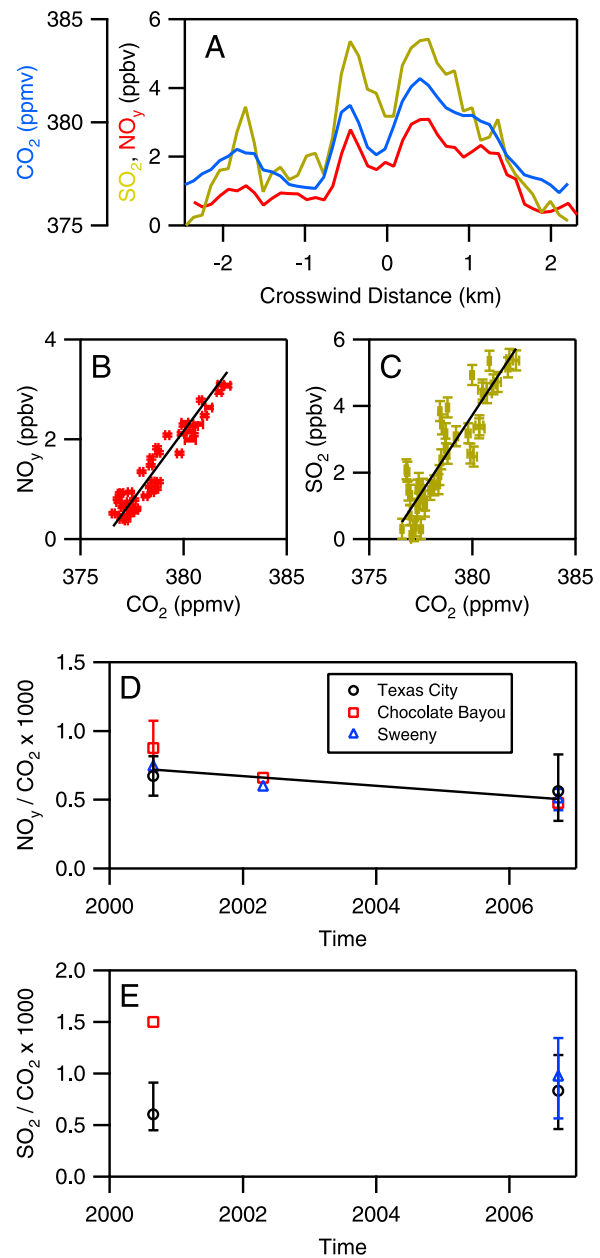 A
CO2 (ppmv)
385
380
375
SO2, NOy (ppbv)
6
4
2
0
-2
-1
0
1
2
Crosswind Distance (km)
B
NOy (ppbv)
4
2
0
375
380
385
CO2 (ppmv)
C
SO2 (ppbv)
6
4
2
0
375
380
385
CO2 (ppmv)
D
NOy / CO2 x 1000
1.5
1.0
0.5
0.0
Texas City
Chocolate Bayou
Sweeny
2000
2002
2004
2006
Time
E
SO2 / CO2 x 1000
2.0
1.5
1.0
0.5
0.0
2000
2002
2004
2006
Time